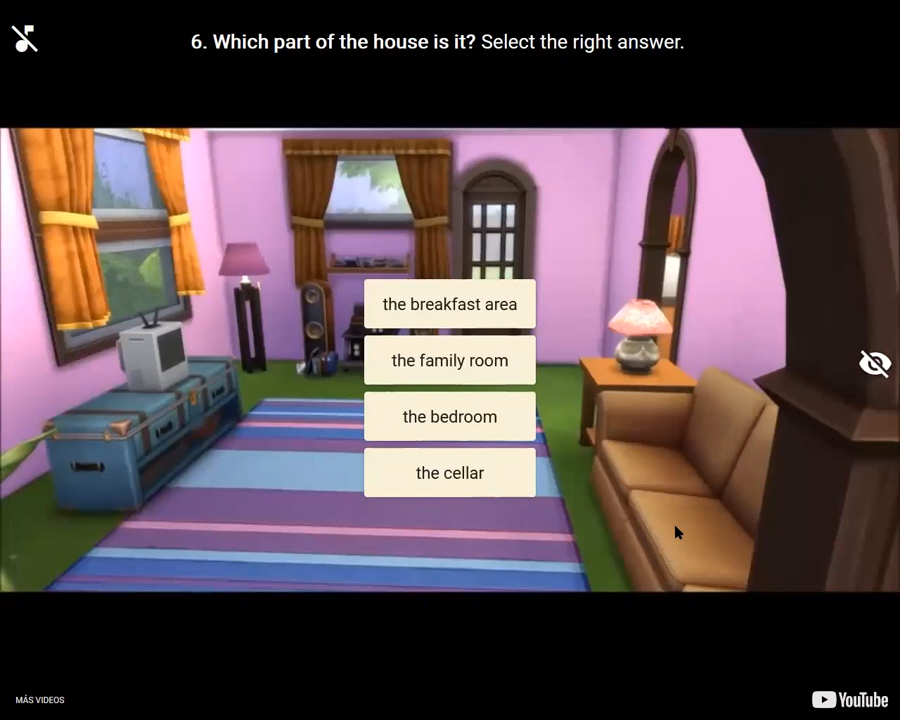 6. Which part of the house is it? Select the right answer.
the breakfast area
the family room
the bedroom
the cellar
MÁS VIDEOS
YouTube